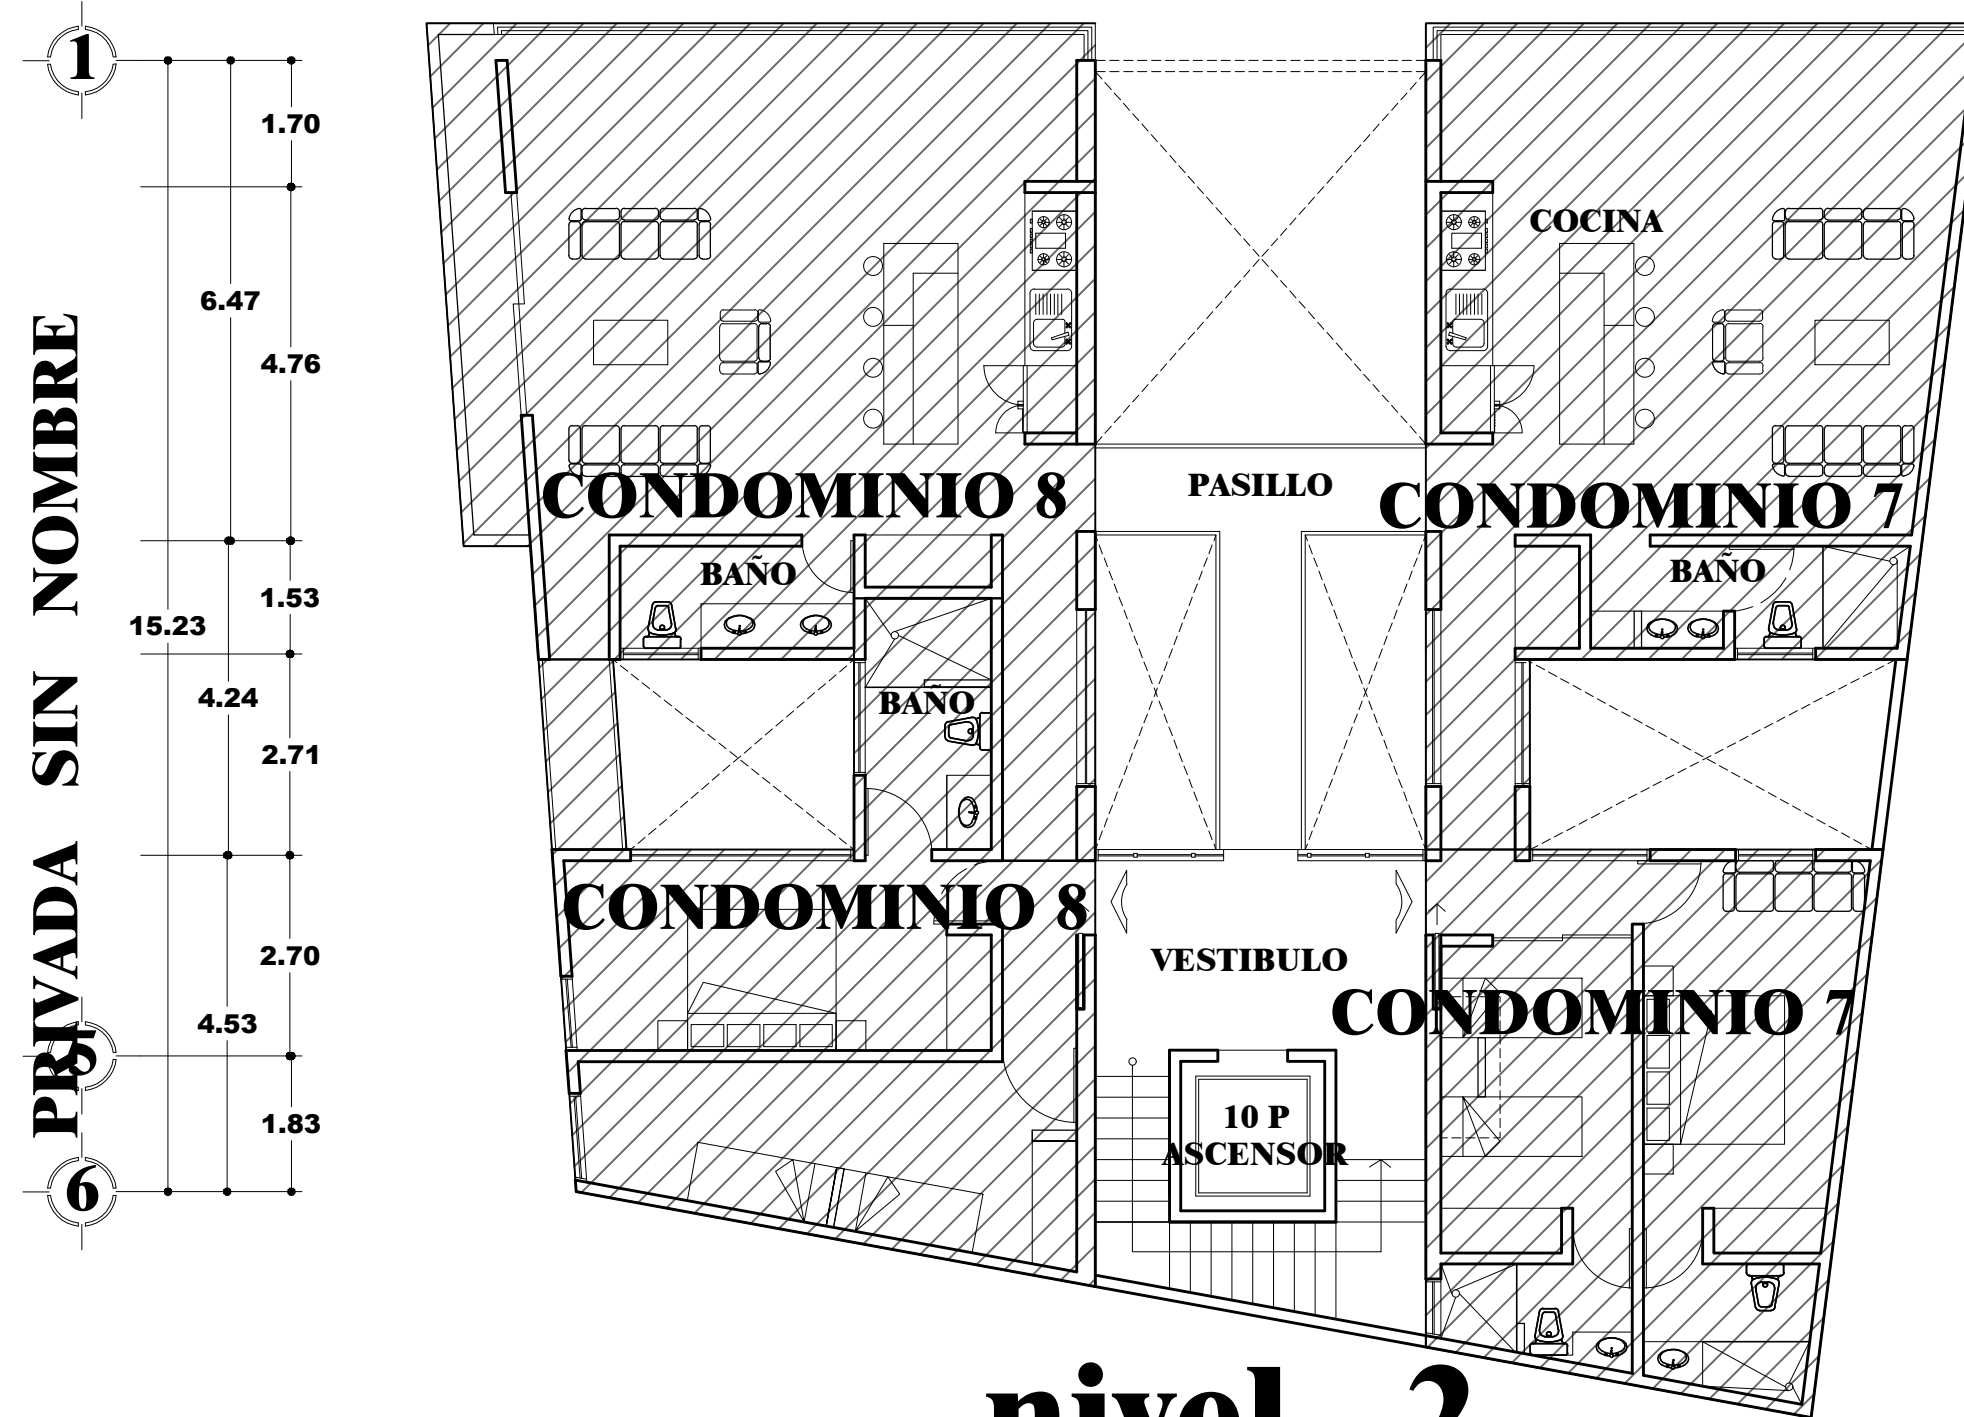 1
1.70
6.47
4.76
1.53
15.23
4.24
2.71
2.70
4.53
5
1.83
6
PRIVADA SIN NOMBRE
COCINA
PASILLO
CONDOMINIO 8
CONDOMINIO 7
BAÑO
BAÑO
BAÑO
CONDOMINIO 8
VESTIBULO
CONDOMINIO 7
10 P
ASCENSOR
nivel 2